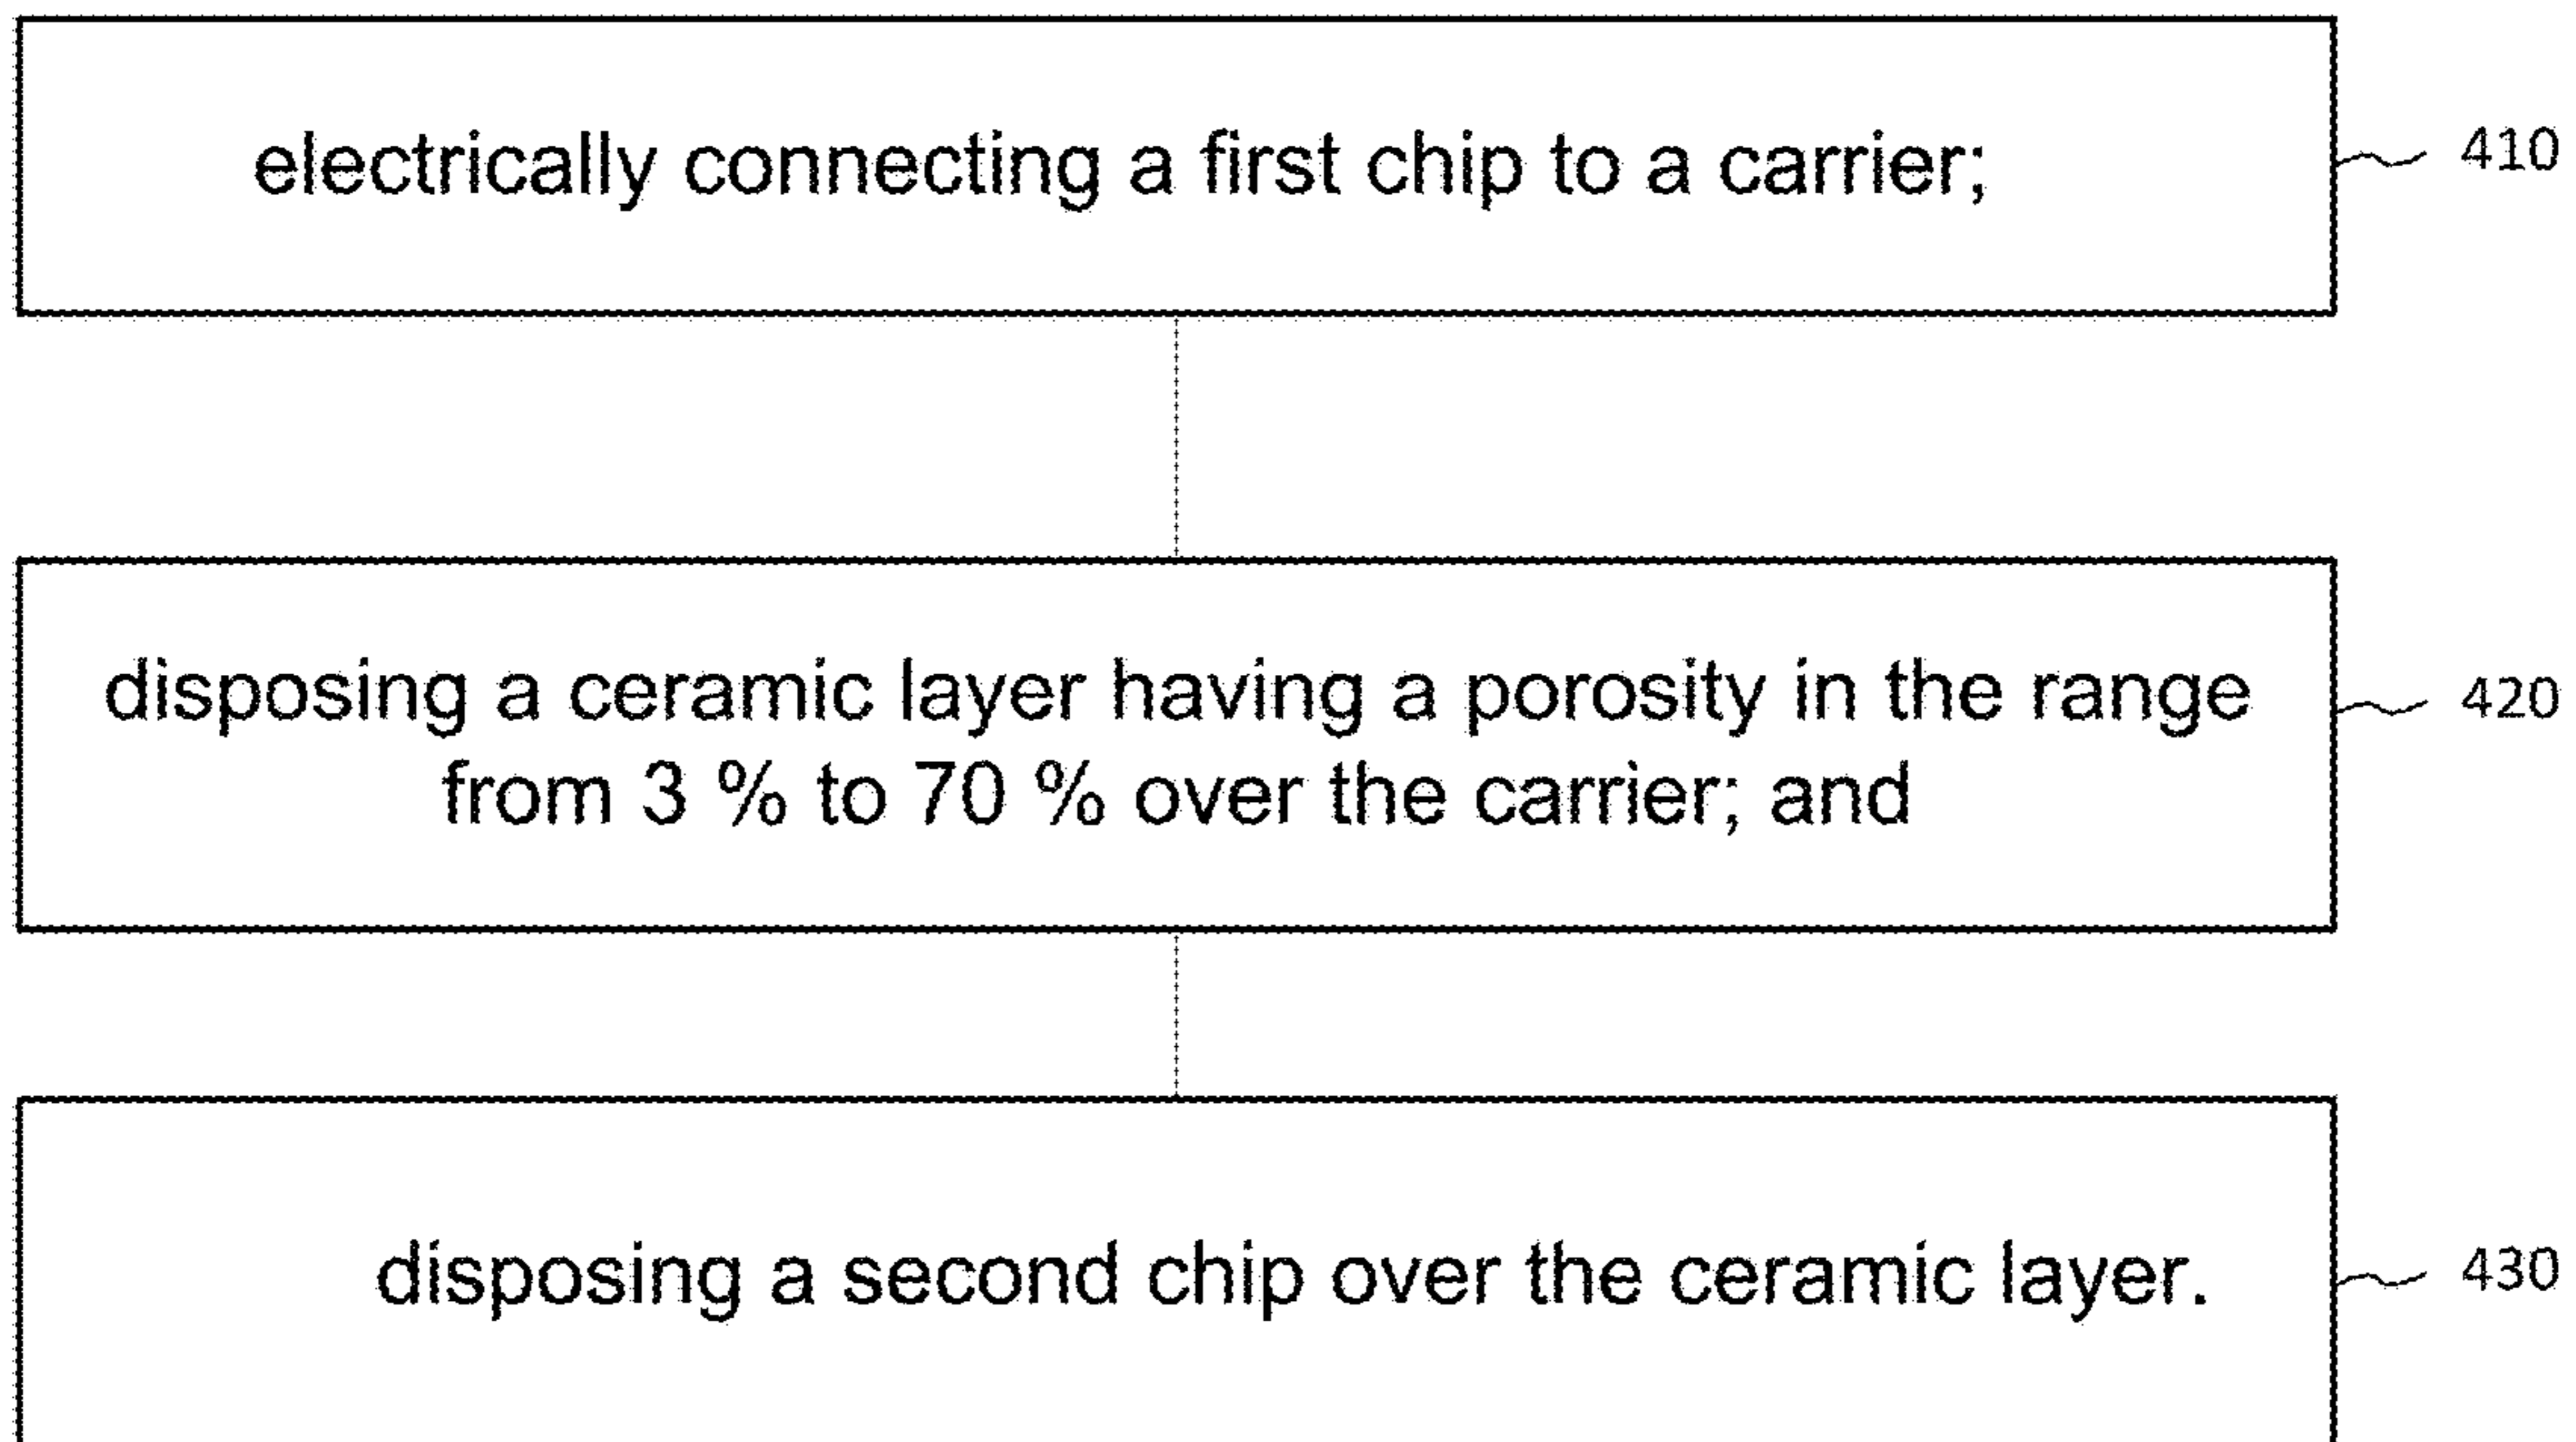 electrically connecting a first chip to a carrier;
410
disposing a ceramic layer having a porosity in the range
420
from 3 % to 70 % over the carrier; and
disposing a second chip over the ceramic layer.
430